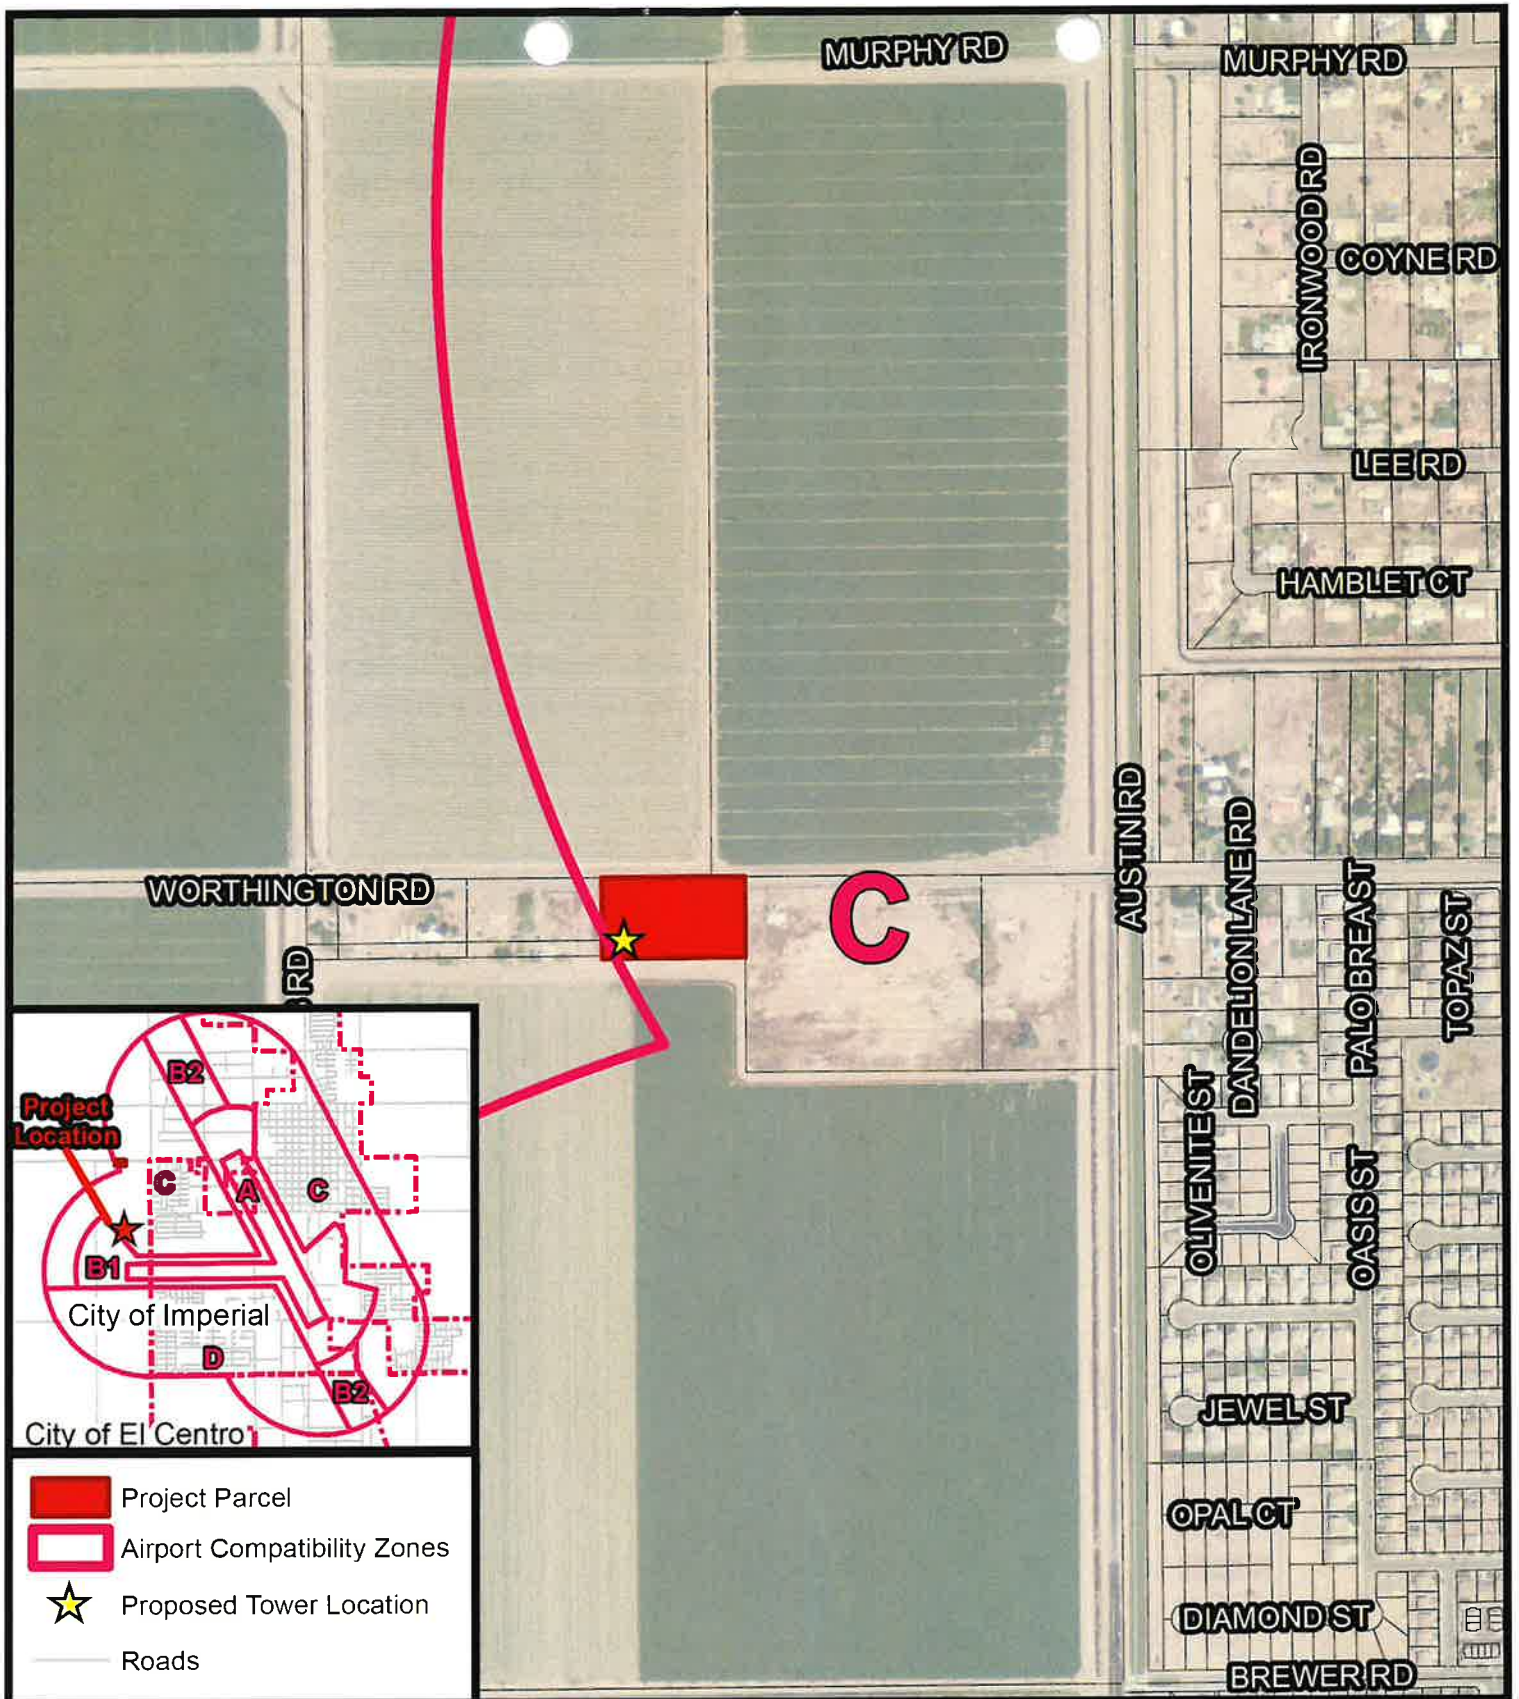 MURPHY RD
MURPHY RD
IRONWOOD RD
COYNE RD
LEE RD
HAMBLET CT
AUSTIN RD
DANDELION LANE RD
WORTHINGTON RD
C
PALO BREA ST
TOPAZ ST
RD
OLIVENITE ST
OASIS ST
JEWEL ST
OPAL CT
DIAMOND ST
BREWER RD
B2
Project
Location
C
A
C
B1
City of Imperial
D
B2
City of El Centro
Project Parcel
Airport Compatibility Zones
Proposed Tower Location
Roads